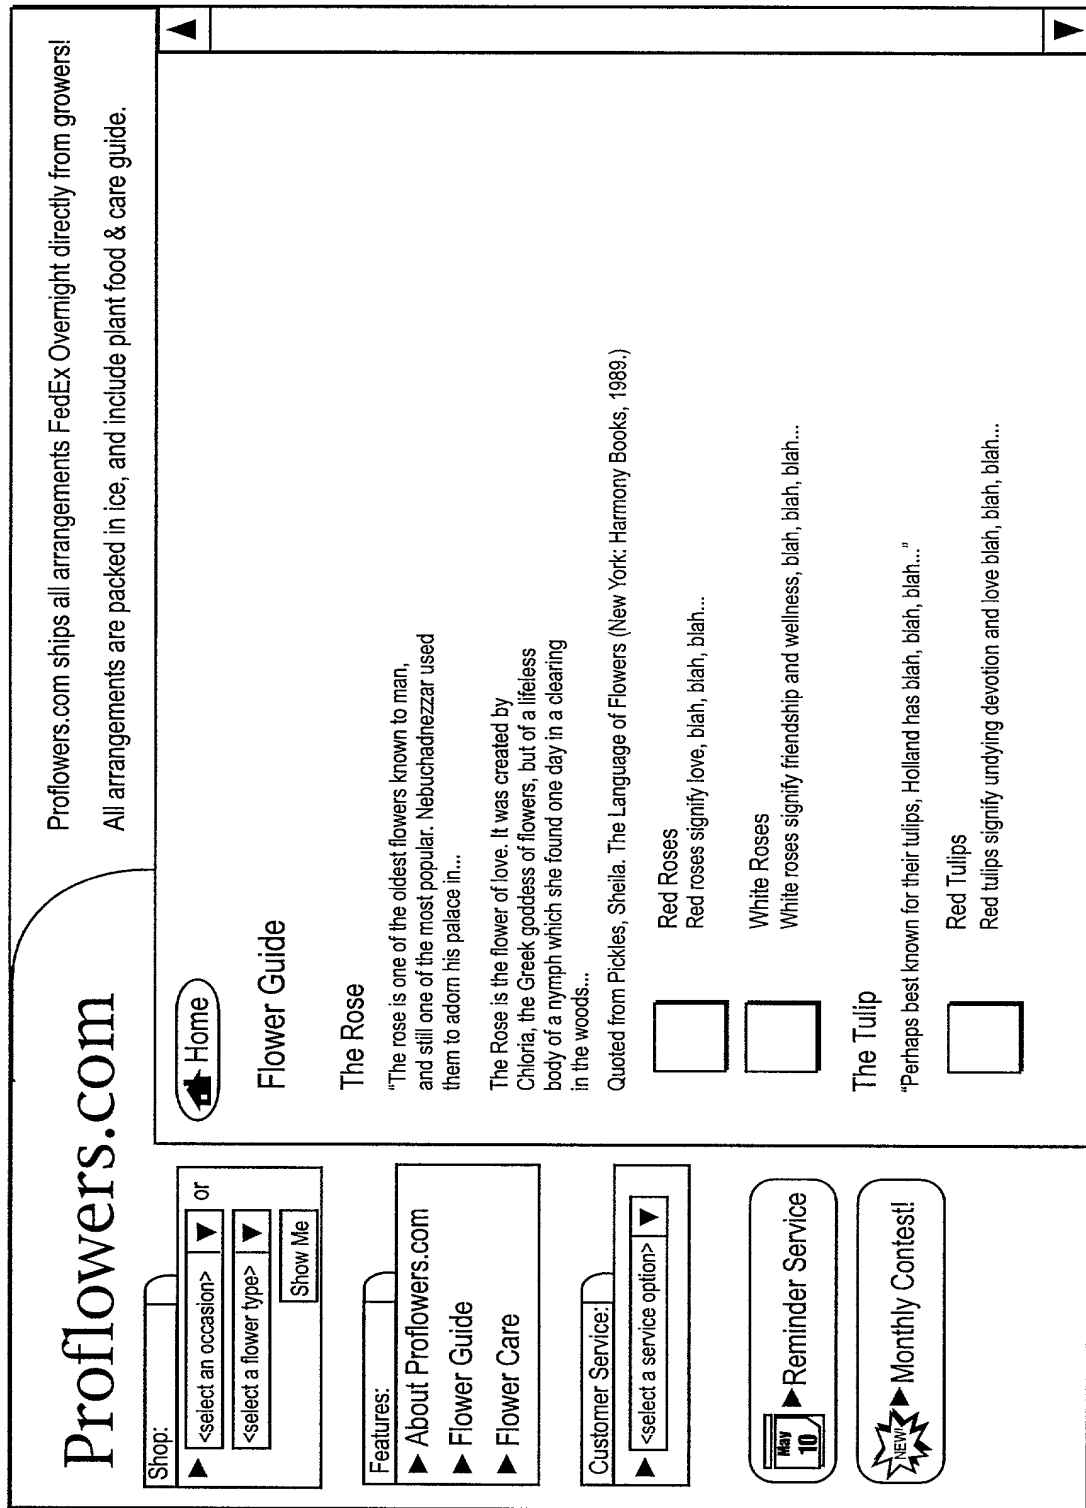 Proflowers.com
Proflowers.com ships all arrangements FedEx Overnight directly from growers!
All arrangements are packed in ice, and include plant food & care guide.
Shop:
<select an occasion> or
<select a flower type>
Show Me
Features:
About Proflowers.com
Flower Guide
Flower Care
Customer Service:
<select a service option>
May
10
Reminder Service
NEW!
Monthly Contest!
Home
Flower Guide
The Rose
"The rose is one of the oldest flowers known to man,
and still one of the most popular. Nebuchadnezzar used
them to adorn his palace in...
The Rose is the flower of love. It was created by
Chloria, the Greek goddess of flowers, but of a lifeless
body of a nymph which she found one day in a clearing
in the woods...
Quoted from Pickles, Sheila. The Language of Flowers (New York: Harmony Books, 1989.)
Red Roses
Red roses signify love, blah, blah, blah...
White Roses
White roses signify friendship and wellness, blah, blah, blah...
The Tulip
"Perhaps best known for their tulips, Holland has blah, blah, blah..."
Red Tulips
Red tulips signify undying devotion and love blah, blah, blah...